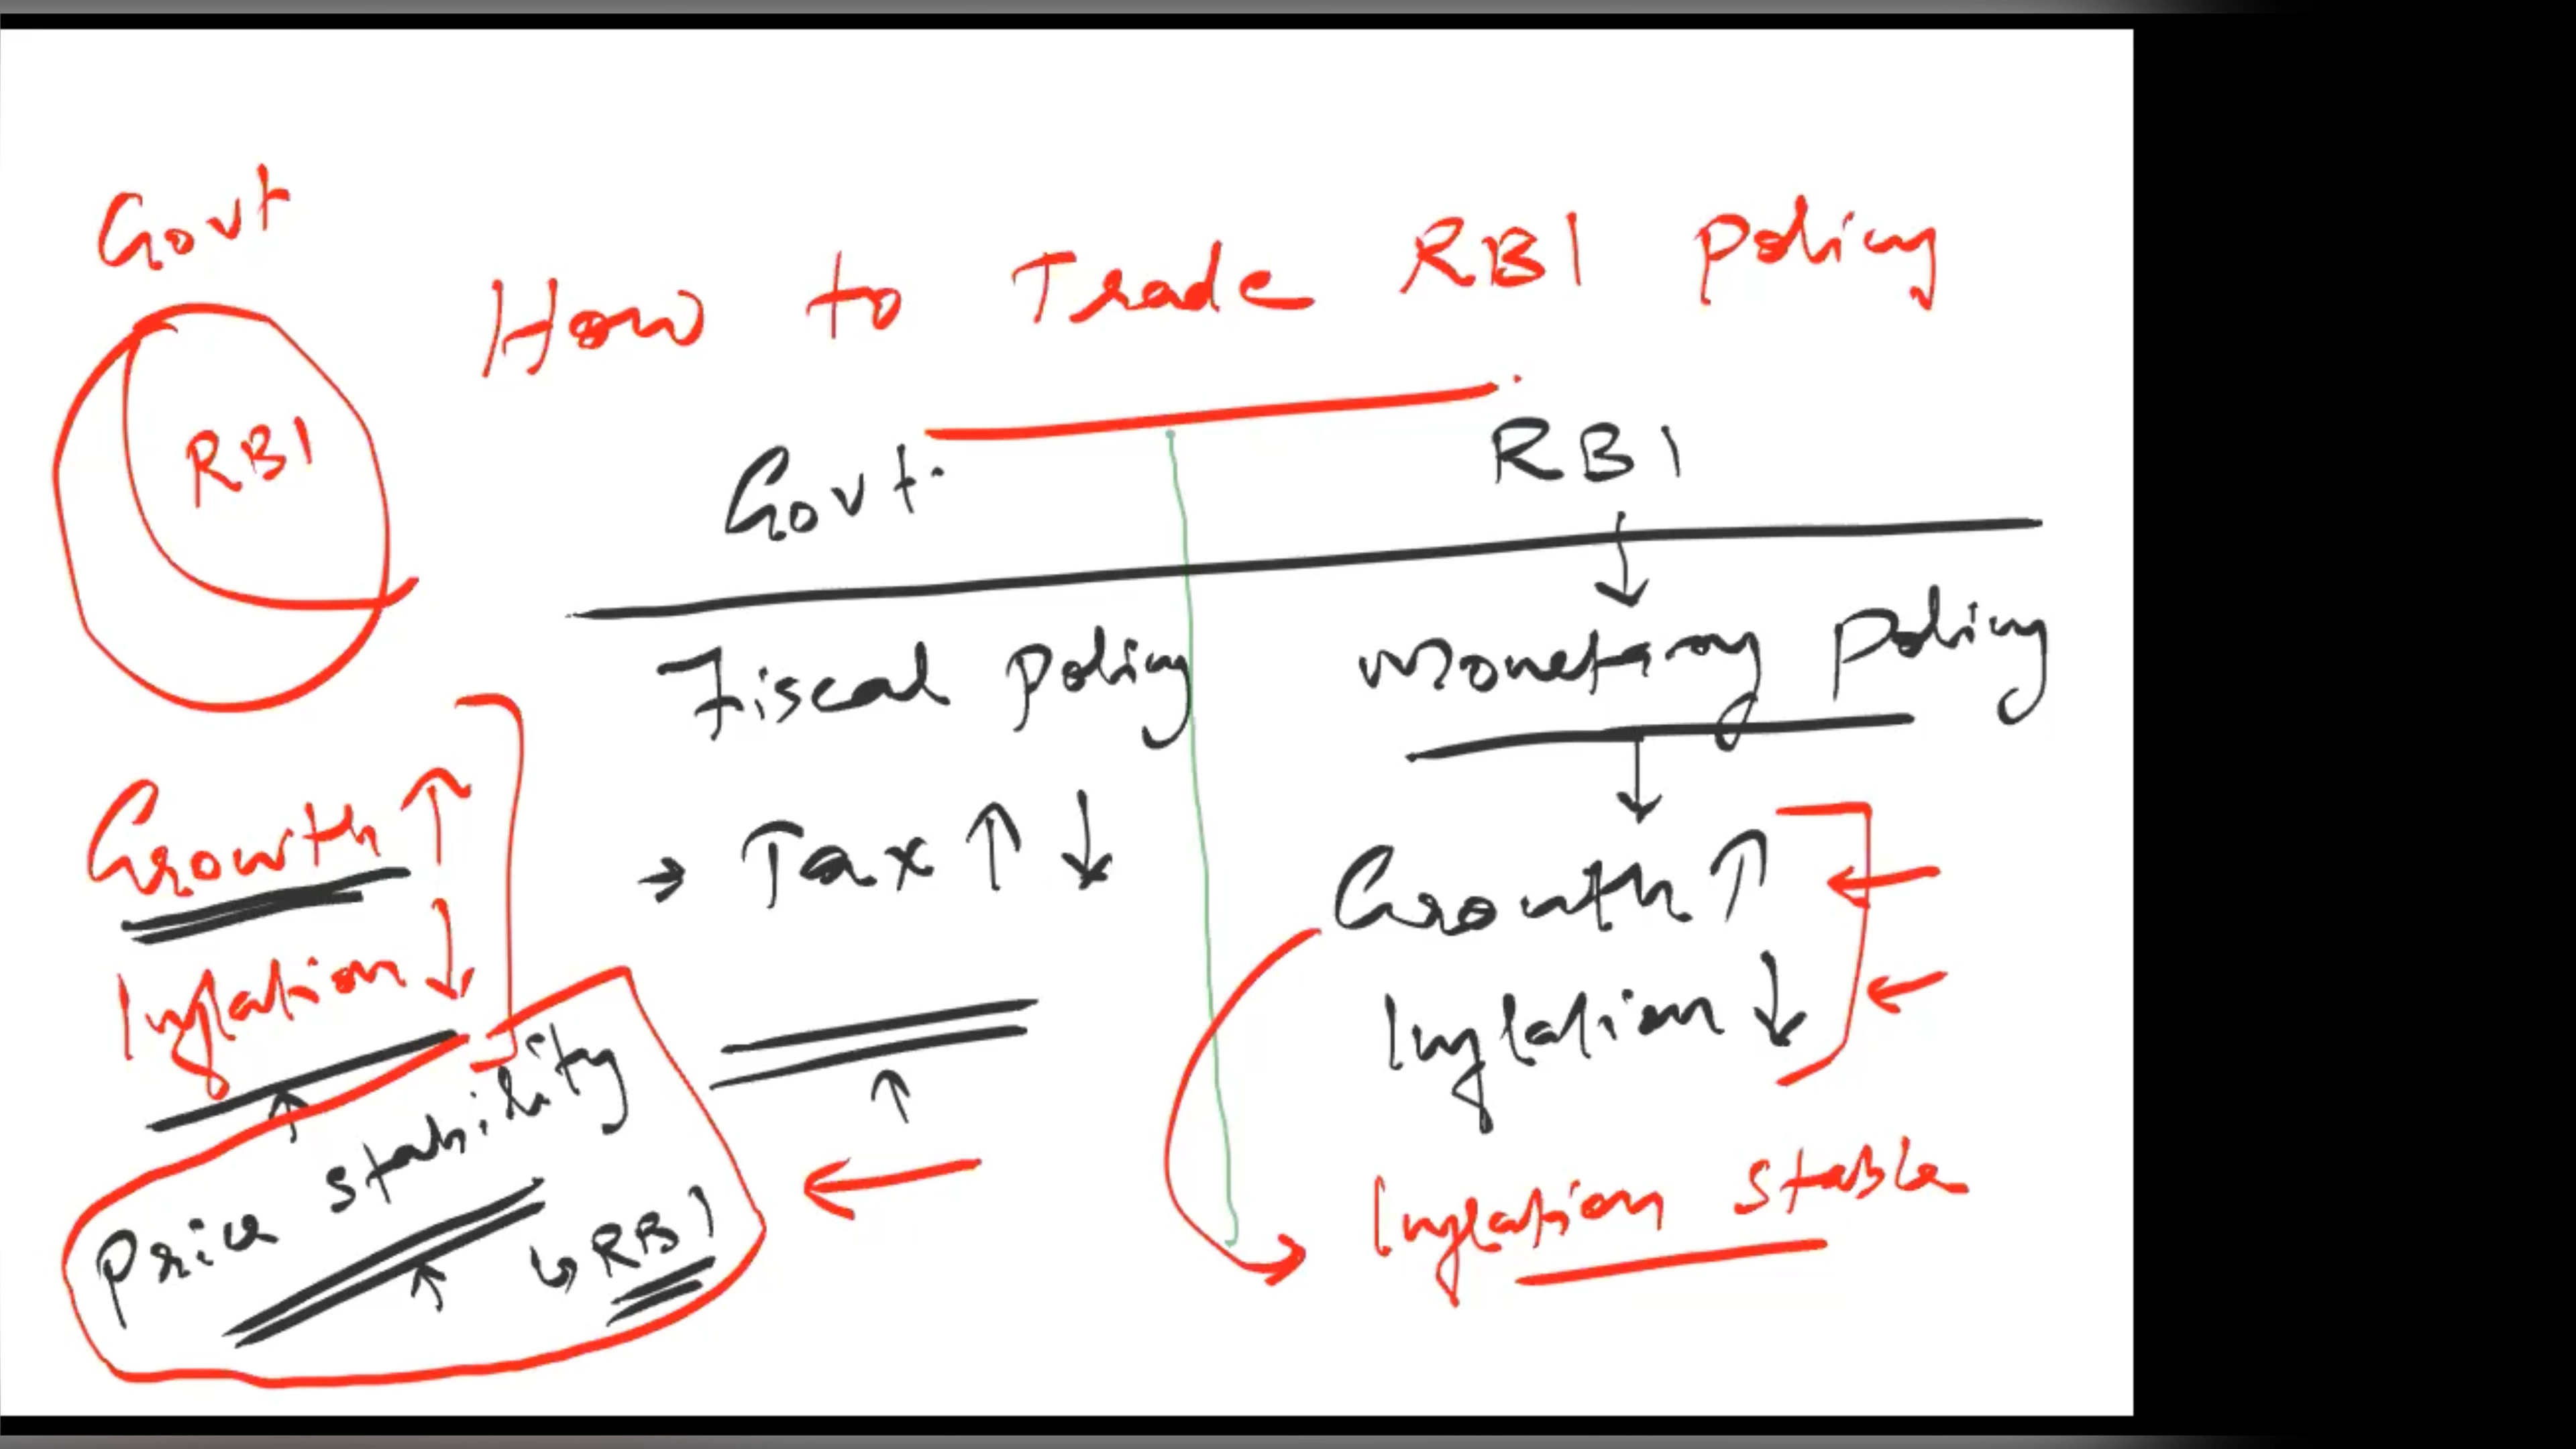 Govt
How to Trade RBI Policy
RBI
Govt.
RBI
Fiscal Policy
Monetary Policy
Growth ↑
→ Tax ↑ ↓
Growth ↑
Inflation ↓
Inflation ↓
Price stability
↳ RBI
Inflation stable